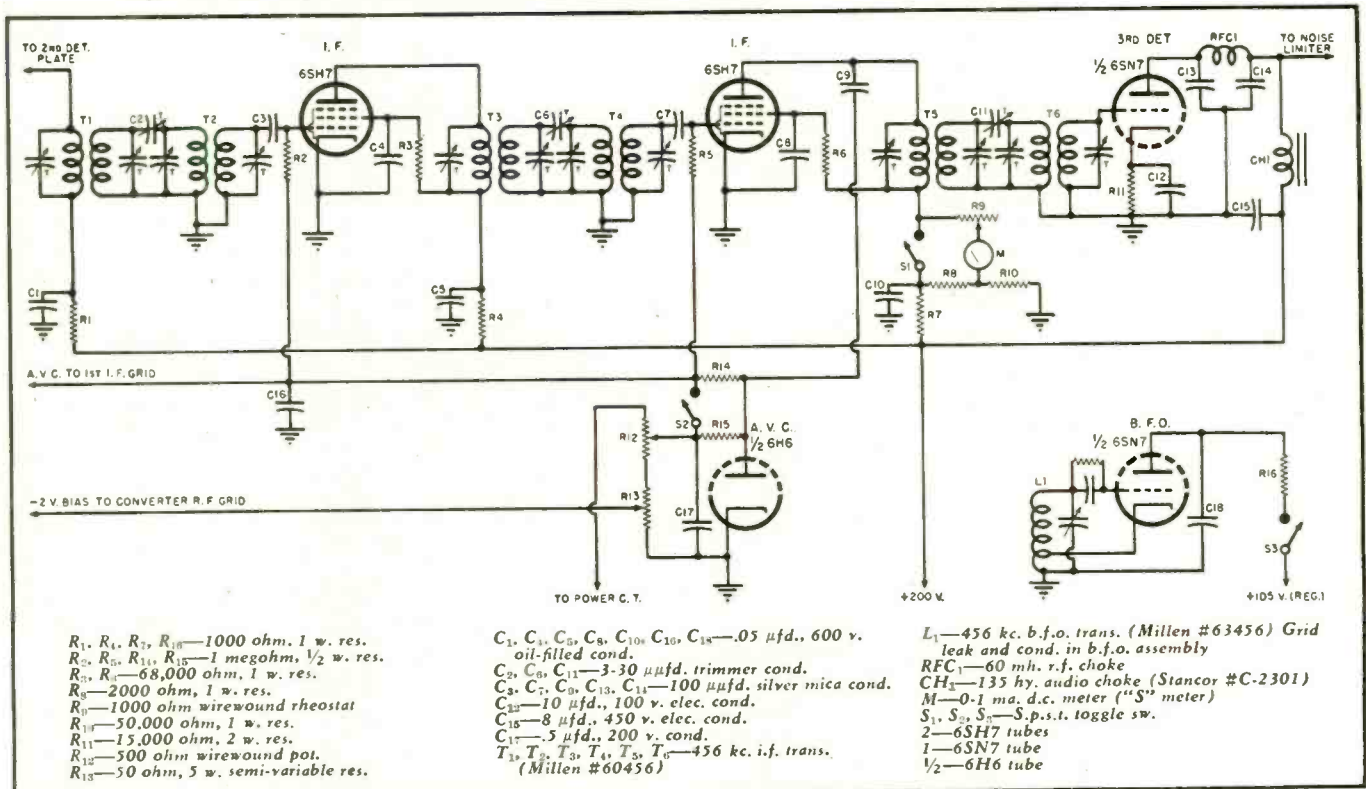 TO 2ND DET.
PLATE
I. F.
6SH7
I. F.
6SH7
3RD DET
½ 6SN7
RFC1
TO NOISE
LIMITER
C13
C14
C9
T1
C2
T
T2
C3
T
T
T
T
R2
C4
R3
T3
C6
T
T4
C7
T
T
T
T
R5
C8
R6
T5
C11
T
T6
T
T
T
T
CH1
R11
C12
C15
R9
M
S1
R8
R10
C10
R7
C1
R1
C5
R4
A.V.C. TO 1ST I.F. GRID
R14
C16
S2
R12
R15
A.V.C.
½ 6H6
-2 V. BIAS TO CONVERTER R.F GRID
R13
C17
B.F.O.
½ 6SN7
L1
C18
R16
S3
TO POWER C.T.
+200 V.
+105 V. (REG.)
R₁, R₄, R₇, R₁₆—1000 ohm, 1 w. res.
R₂, R₅, R₁₄, R₁₅—1 megohm, ½ w. res.
R₃, R₆—68,000 ohm, 1 w. res.
R₈—2000 ohm, 1 w. res.
R₉—1000 ohm wirewound rheostat
R₁₀—50,000 ohm, 1 w. res.
R₁₁—15,000 ohm, 2 w. res.
R₁₂—500 ohm wirewound pot.
R₁₃—50 ohm, 5 w. semi-variable res.
C₁, C₄, C₅, C₈, C₁₀, C₁₆, C₁₈—.05 µfd., 600 v.
oil-filled cond.
C₂, C₆, C₁₁—3-30 µµfd. trimmer cond.
C₃, C₇, C₉, C₁₃, C₁₄—100 µµfd. silver mica cond.
C₁₂—10 µfd., 100 v. elec. cond.
C₁₅—8 µfd., 450 v. elec. cond.
C₁₇—.5 µfd., 200 v. cond.
T₁, T₂, T₃, T₄, T₅, T₆—456 kc. i.f. trans.
(Millen #60456)
L₁—456 kc. b.f.o. trans. (Millen #63456) Grid
leak and cond. in b.f.o. assembly
RFC₁—60 mh. r.f. choke
CH₁—135 hy. audio choke (Stancor #C-2301)
M—0-1 ma. d.c. meter ("S" meter)
S₁, S₂, S₃—S.p.s.t. toggle sw.
2—6SH7 tubes
1—6SN7 tube
½—6H6 tube